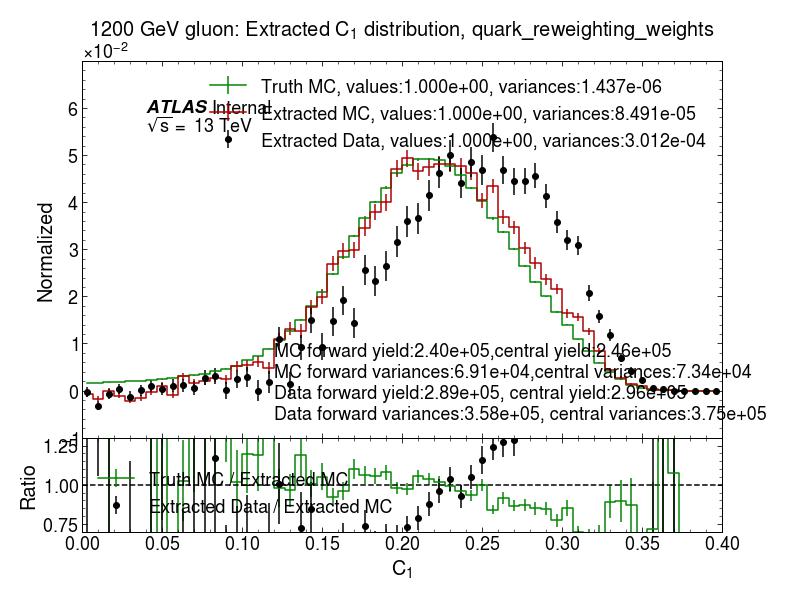 1200 GeV gluon: Extracted C₁ distribution, quark_reweighting_weights
×10⁻²
Truth MC, values:1.000e+00, variances:1.437e-06
ATLAS Internal
Extracted MC, values:1.000e+00, variances:8.491e-05
√s = 13 TeV
Extracted Data, values:1.000e+00, variances:3.012e-04
6
5
4
3
2
1
0
Normalized
MC forward yield:2.40e+05,central yield:2.46e+05
MC forward variances:6.91e+04,central variances:7.34e+04
Data forward yield:2.89e+05, central yield:2.96e+05
Data forward variances:3.58e+05, central variances:3.75e+05
1.25
1.00
0.75
Ratio
Truth MC / Extracted MC
Extracted Data / Extracted MC
0.00 0.05 0.10 0.15 0.20 0.25 0.30 0.35 0.40
C₁